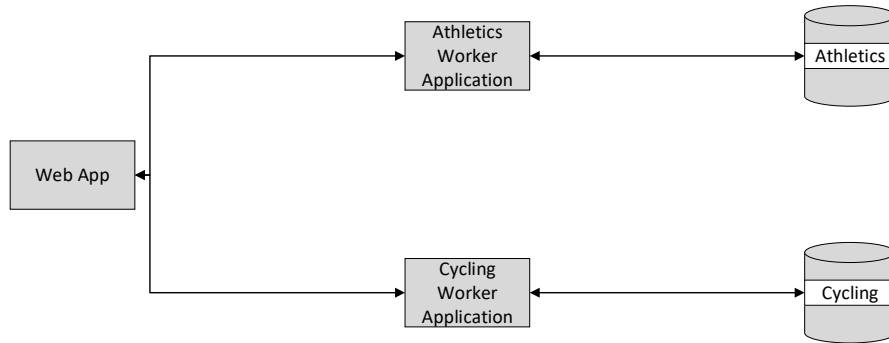 Athletics
Worker
Application
Athletics
Web App
Cycling
Worker
Application
Cycling